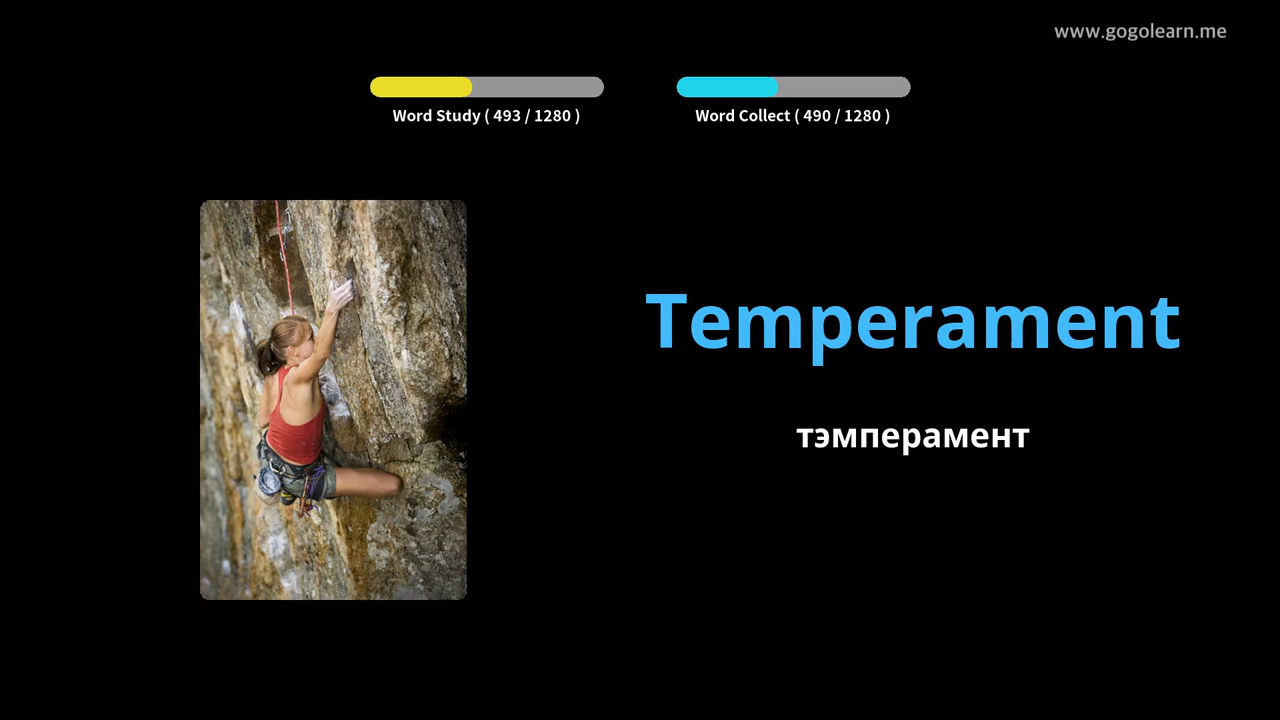 www.gogolearn.me
Word Study ( 493 / 1280 )
Word Collect ( 490 / 1280 )
Temperament
тэмперамент